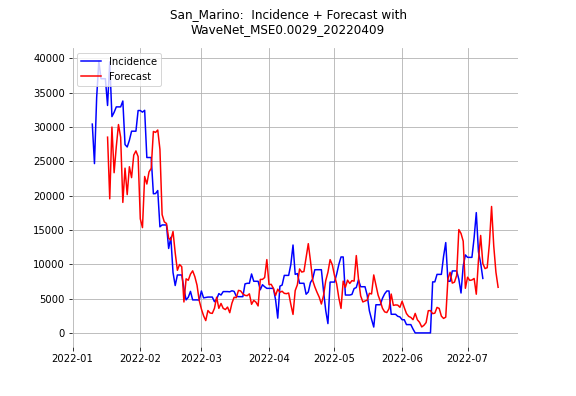 San_Marino:  Incidence + Forecast with
WaveNet_MSE0.0029_20220409
Incidence
Forecast
40000
35000
30000
25000
20000
15000
10000
5000
0
2022-01 2022-02 2022-03 2022-04 2022-05 2022-06 2022-07